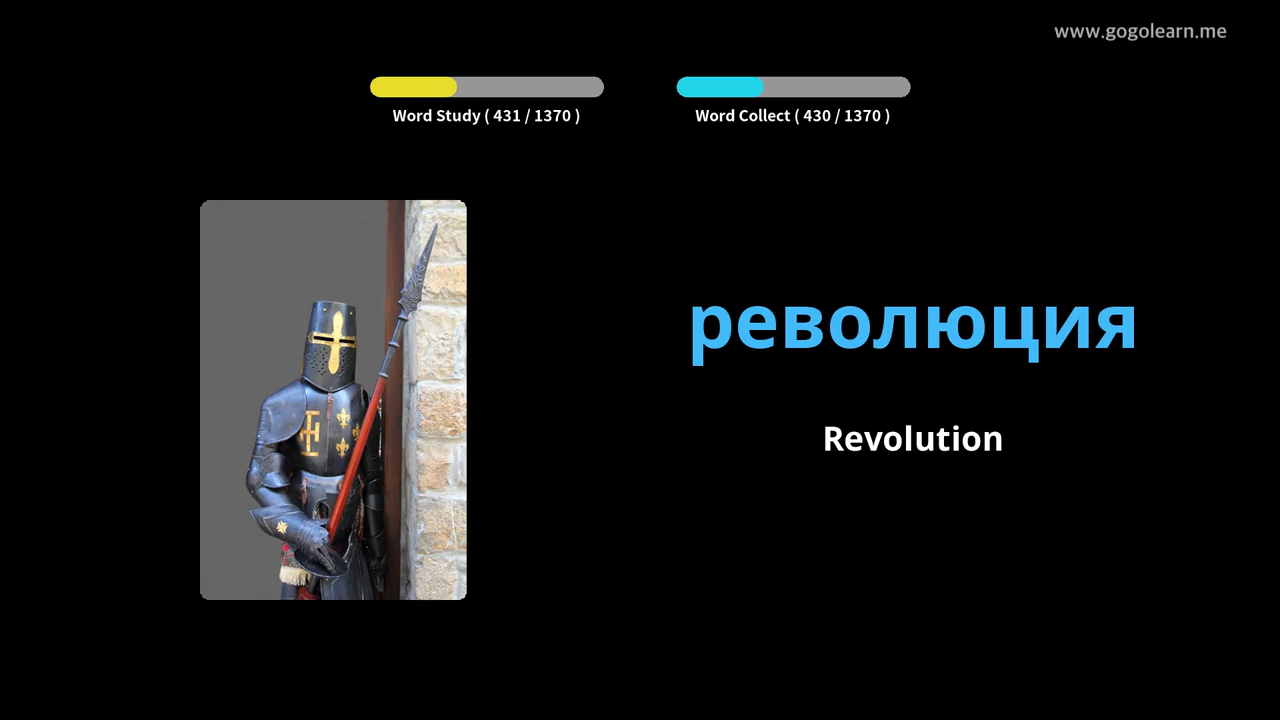 www.gogolearn.me
Word Study ( 431 / 1370 )
Word Collect ( 430 / 1370 )
революция
Revolution